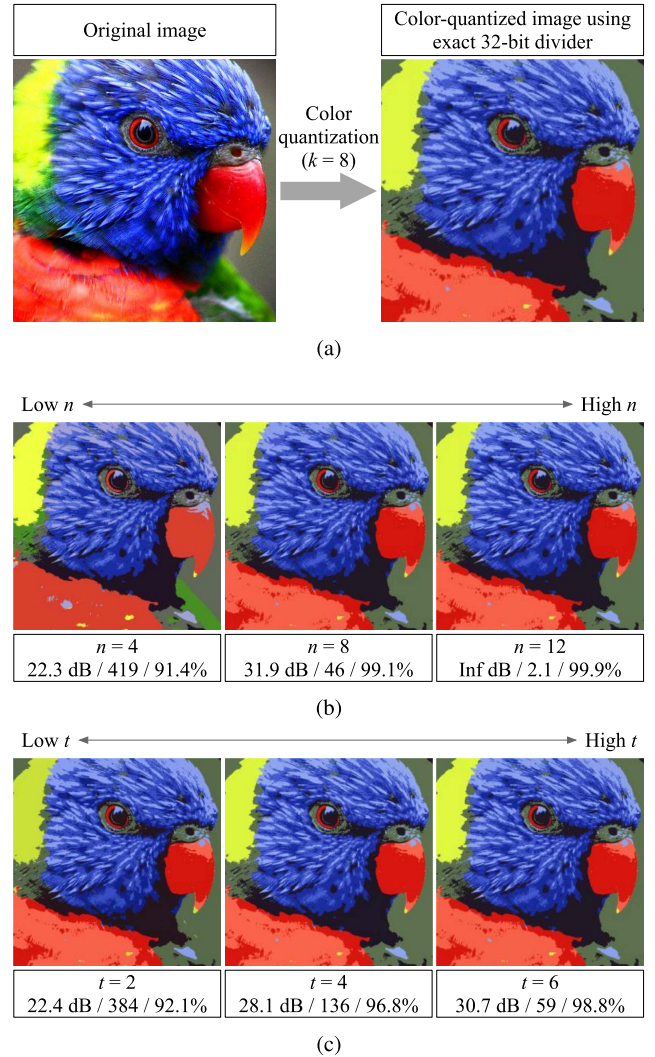 Original image
Color-quantized image using
exact 32-bit divider
Color
quantization
(k = 8)
(a)
Low n
High n
n = 4
22.3 dB / 419 / 91.4%
n = 8
31.9 dB / 46 / 99.1%
n = 12
Inf dB / 2.1 / 99.9%
(b)
Low t
High t
t = 2
22.4 dB / 384 / 92.1%
t = 4
28.1 dB / 136 / 96.8%
t = 6
30.7 dB / 59 / 98.8%
(c)